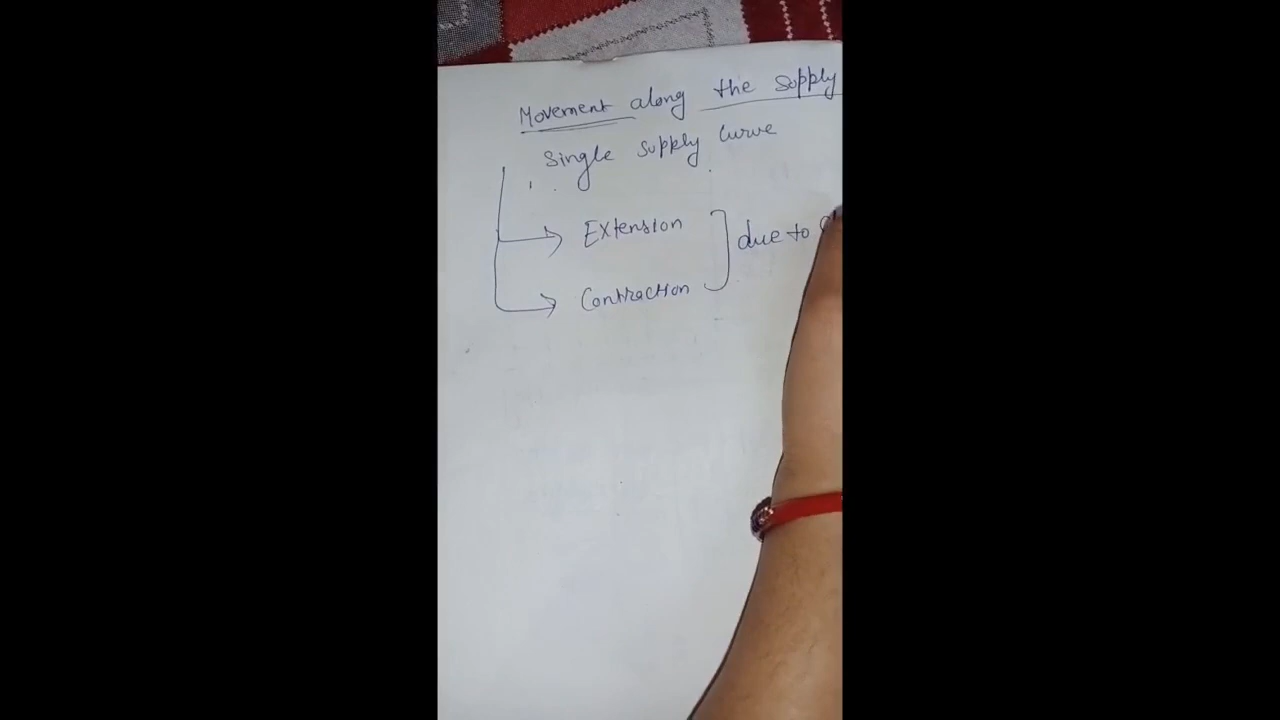 Movement along the supply
Single supply curve
Extension
due to
Contraction